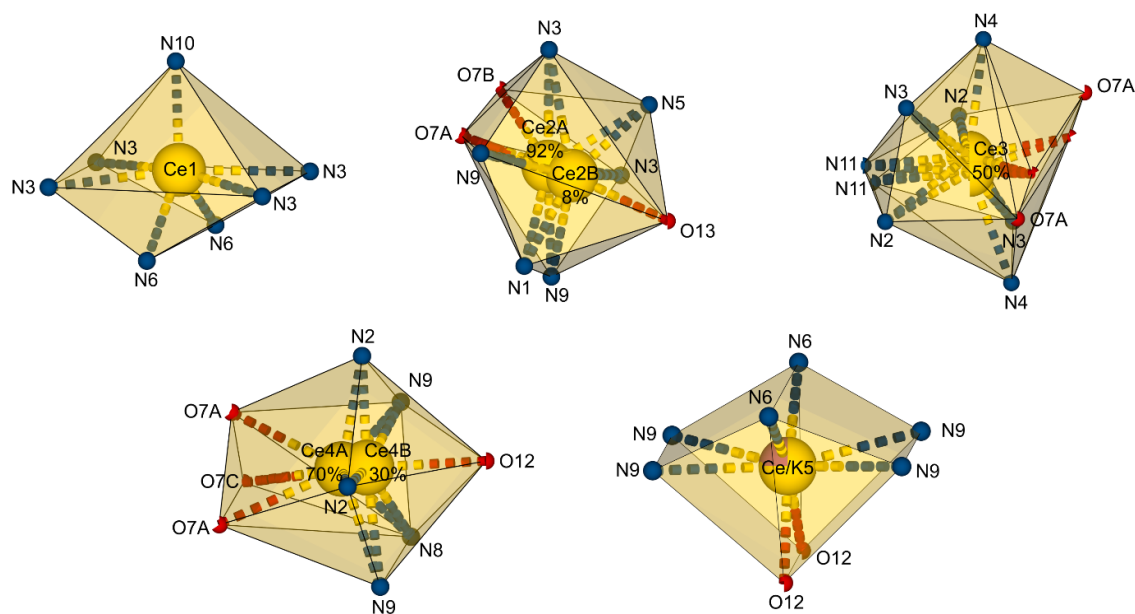 N10
N3
Ce1
N3
N3
N3
N6
N6
N3
O7B
N5
Ce2A
92%
O7A
N9
Ce2B
8%
N3
O13
N1
N9
N4
O7A
N3
N2
Ce3
50%
N11
N11
N2
O7A
N3
N4
N2
N9
O7A
Ce4A
70%
Ce4B
30%
O12
O7C
N2
O7A
N8
N9
N6
N6
N9
N9
Ce/K5
N9
N9
O12
O12